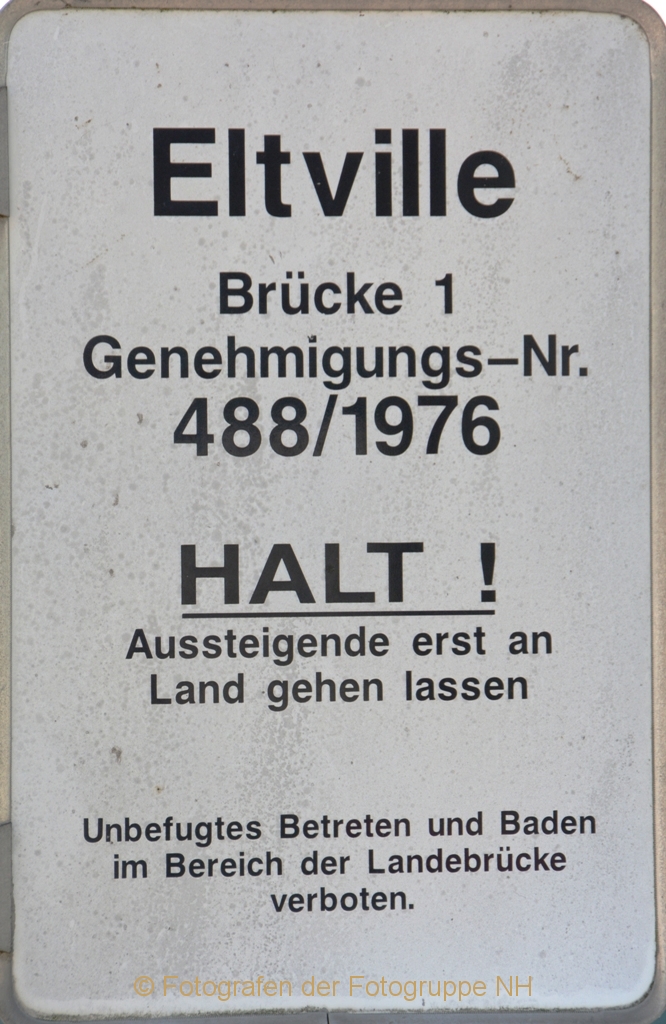 Eltville
Brücke 1
Genehmigungs-Nr.
488/1976
HALT !
Aussteigende erst an
Land gehen lassen
Unbefugtes Betreten und Baden
im Bereich der Landebrücke
verboten.
© Fotografen der Fotogruppe NH